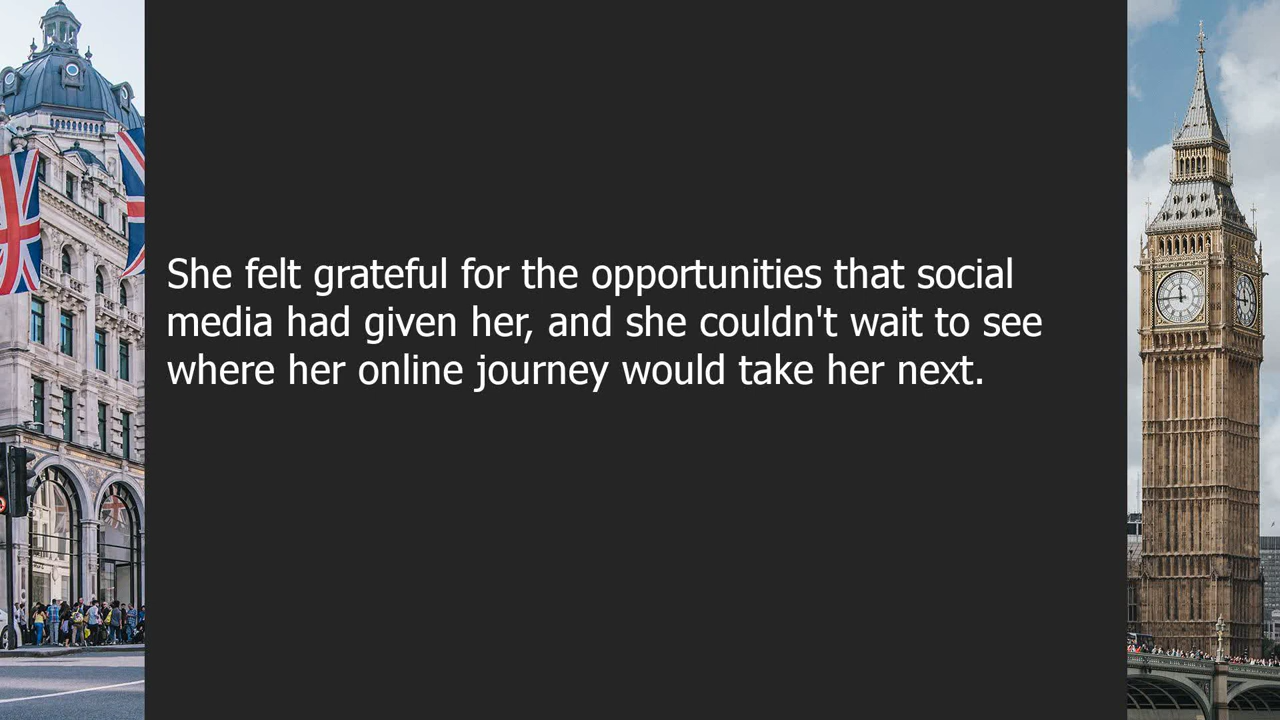 She felt grateful for the opportunities that social
media had given her, and she couldn't wait to see
where her online journey would take her next.